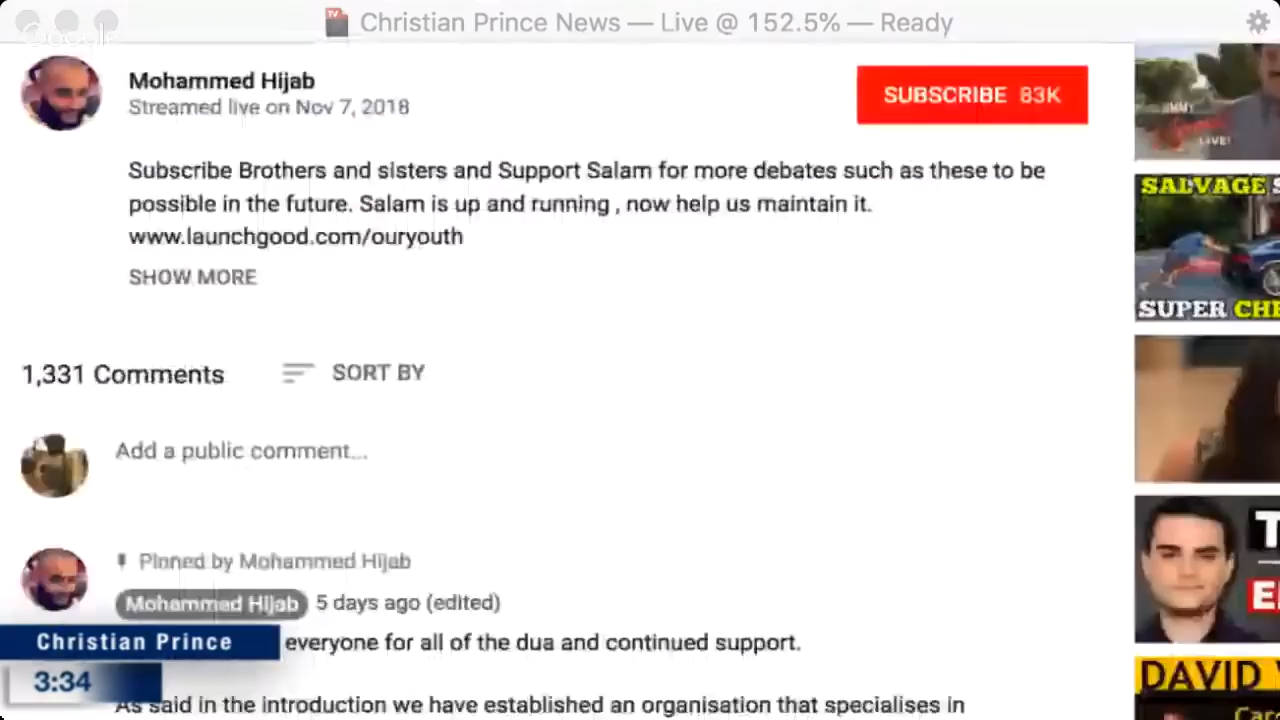 Christian Prince News — Live @ 152.5% — Ready
Google
Mohammed Hijab
Streamed live on Nov 7, 2018
SUBSCRIBE 83K
Subscribe Brothers and sisters and Support Salam for more debates such as these to be
possible in the future. Salam is up and running , now help us maintain it.
www.launchgood.com/ouryouth
SHOW MORE
1,331 Comments
SORT BY
Add a public comment...
Pinned by Mohammed Hijab
Mohammed Hijab 5 days ago (edited)
everyone for all of the dua and continued support.
As said in the introduction we have established an organisation that specialises in
Christian Prince
3:34
LIVE!
SALVAGE S
SUPER CHE
T
E
DAVID
Care